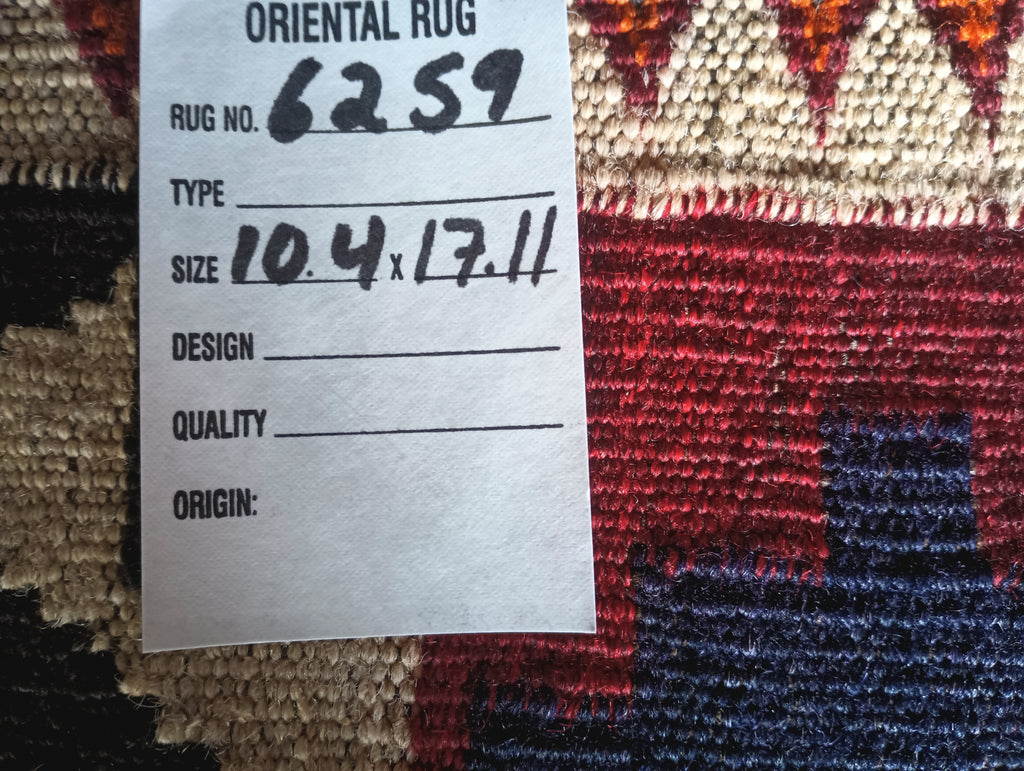 ORIENTAL RUG
RUG NO. 6259
TYPE
SIZE 10.4 x 17.11
DESIGN
QUALITY
ORIGIN: